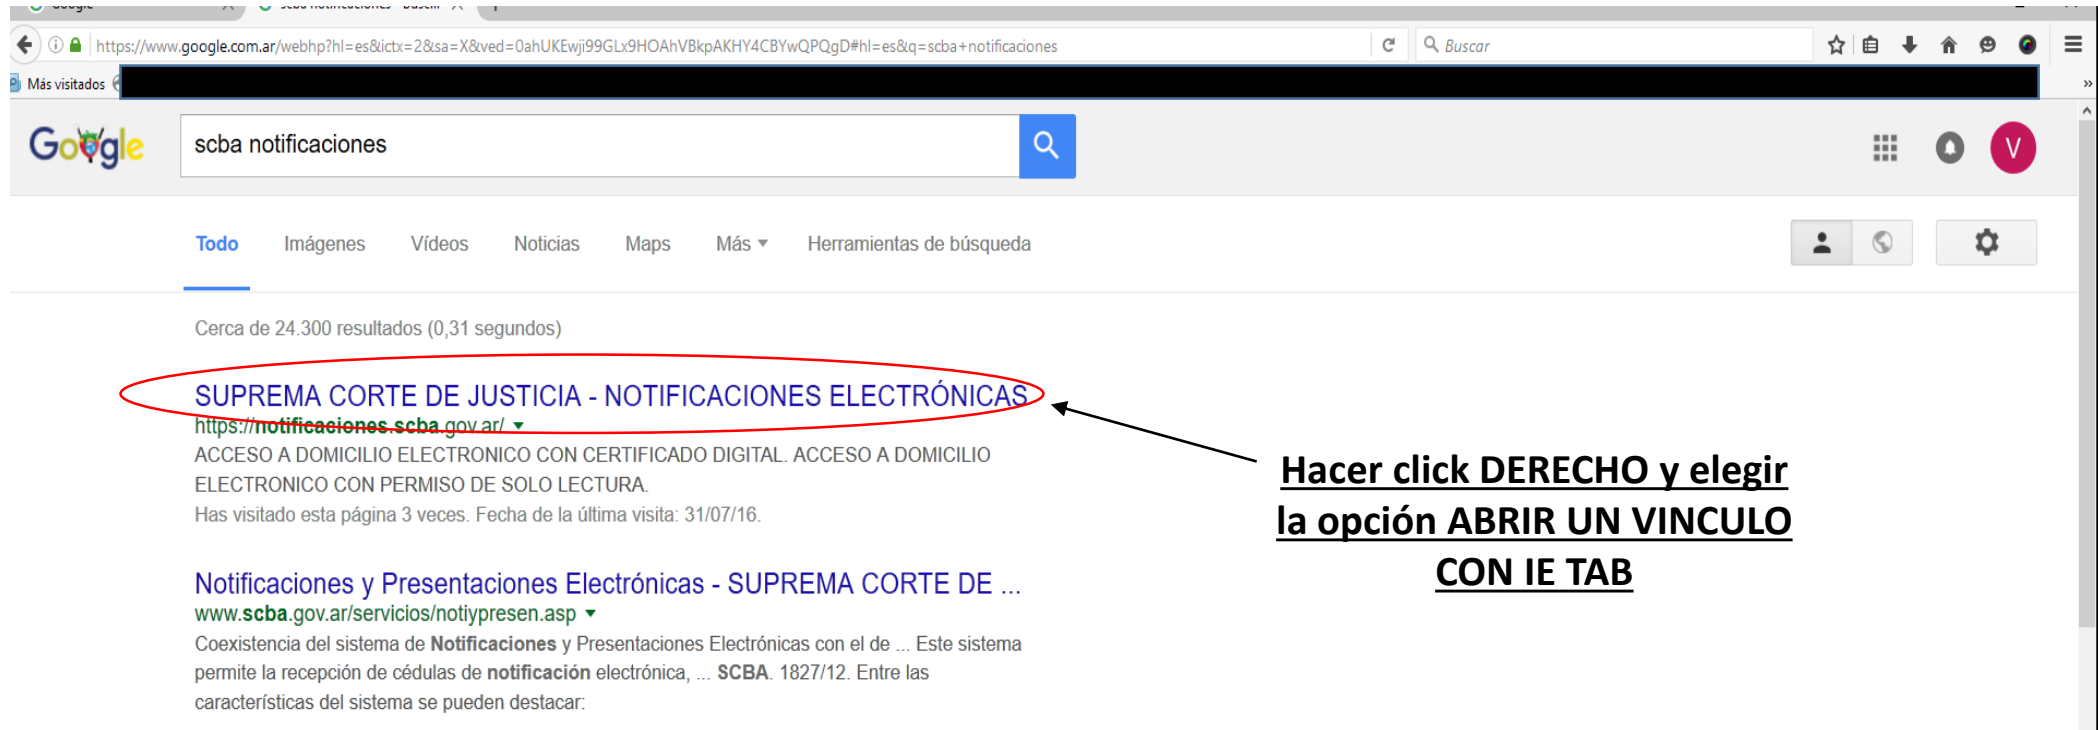 https://www.google.com.ar/webhp?hl=es&ictx=2&sa=X&ved=0ahUKEwji99GLx9HOAhVBkpAKHY4CBYwQPQgD#hl=es&q=scba+notificaciones
Buscar
Más visitados
»
Google
scba notificaciones
V
Todo Imágenes Vídeos Noticias Maps Más Herramientas de búsqueda
Cerca de 24.300 resultados (0,31 segundos)
SUPREMA CORTE DE JUSTICIA - NOTIFICACIONES ELECTRÓNICAS
https://notificaciones.scba.gov.ar/
ACCESO A DOMICILIO ELECTRONICO CON CERTIFICADO DIGITAL. ACCESO A DOMICILIO
ELECTRONICO CON PERMISO DE SOLO LECTURA.
Has visitado esta página 3 veces. Fecha de la última visita: 31/07/16.
Hacer click DERECHO y elegir
la opción ABRIR UN VINCULO
CON IE TAB
Notificaciones y Presentaciones Electrónicas - SUPREMA CORTE DE ...
www.scba.gov.ar/servicios/notiypresen.asp
Coexistencia del sistema de Notificaciones y Presentaciones Electrónicas con el de ... Este sistema
permite la recepción de cédulas de notificación electrónica, ... SCBA. 1827/12. Entre las
características del sistema se pueden destacar: